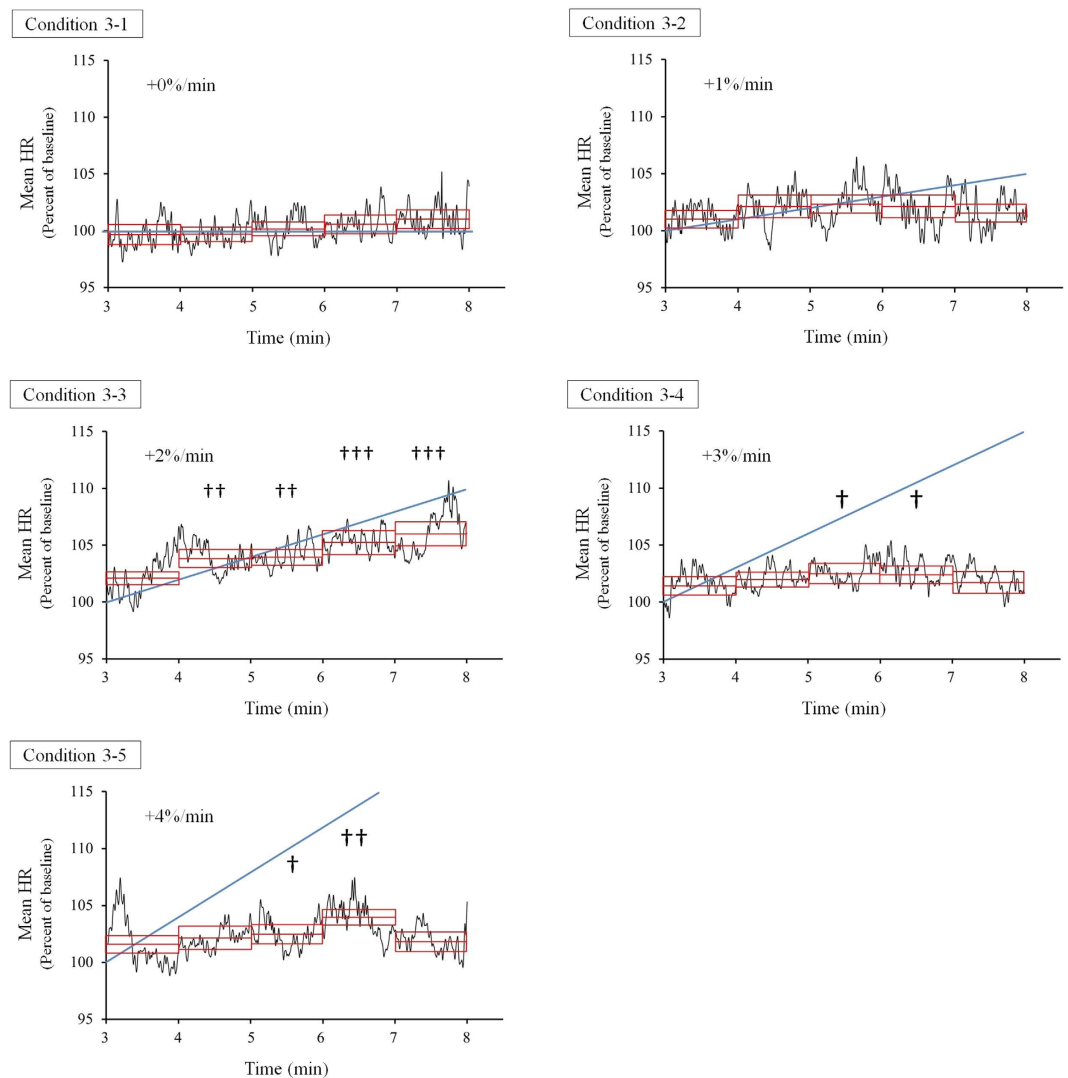 Condition 3-1
+0%/min
Mean HR
(Percent of baseline)
115
110
105
100
95
3 4 5 6 7 8
Time (min)
Condition 3-2
+1%/min
Mean HR
(Percent of baseline)
115
110
105
100
95
3 4 5 6 7 8
Time (min)
Condition 3-3
+2%/min
†† †† ††† †††
Mean HR
(Percent of baseline)
115
110
105
100
95
3 4 5 6 7 8
Time (min)
Condition 3-4
+3%/min
† †
Mean HR
(Percent of baseline)
115
110
105
100
95
3 4 5 6 7 8
Time (min)
Condition 3-5
+4%/min
††
†
Mean HR
(Percent of baseline)
115
110
105
100
95
3 4 5 6 7 8
Time (min)